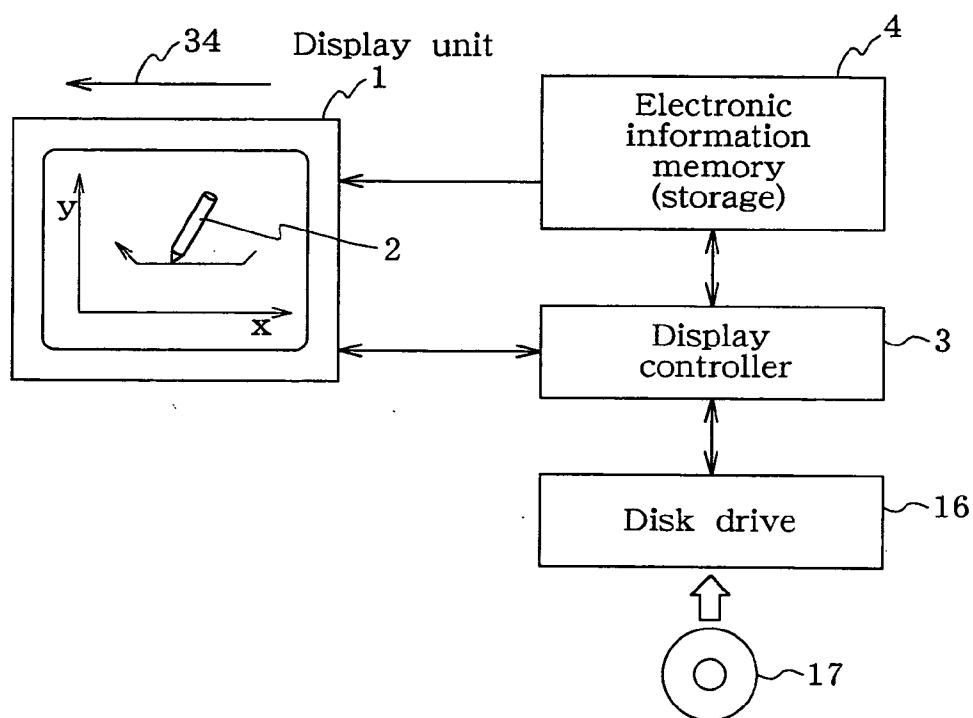 34
Display unit
1
4
Electronic
information
memory
(storage)
y
2
x
Display
controller
3
Disk drive
16
17